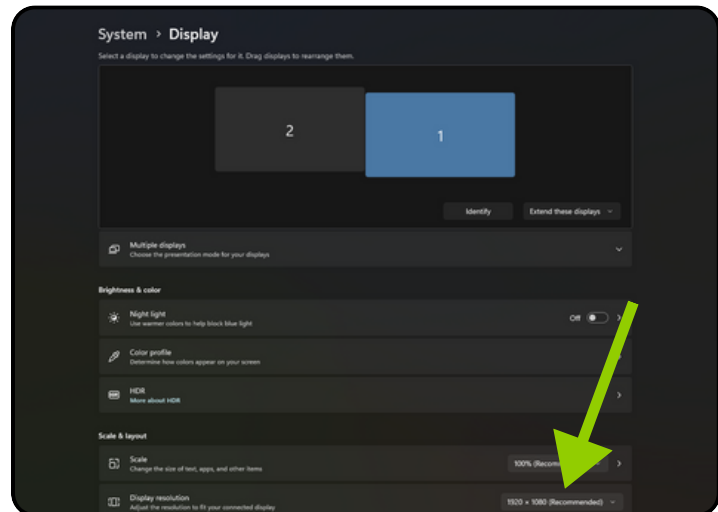 System > Display
Select a display to change the settings for it. Drag displays to rearrange them.
2
1
Identify
Extend these displays
Multiple displays
Choose the presentation mode for your displays
Brightness & color
Night light
Use warmer colors to help block blue light
Off
Color profile
Determine how colors appear on your screen
HDR
HDR
More about HDR
Scale & layout
Scale
Change the size of text, apps, and other items
100%
Display resolution
Adjust the resolution to fit your connected display
1920 × 1080 (Recommended)